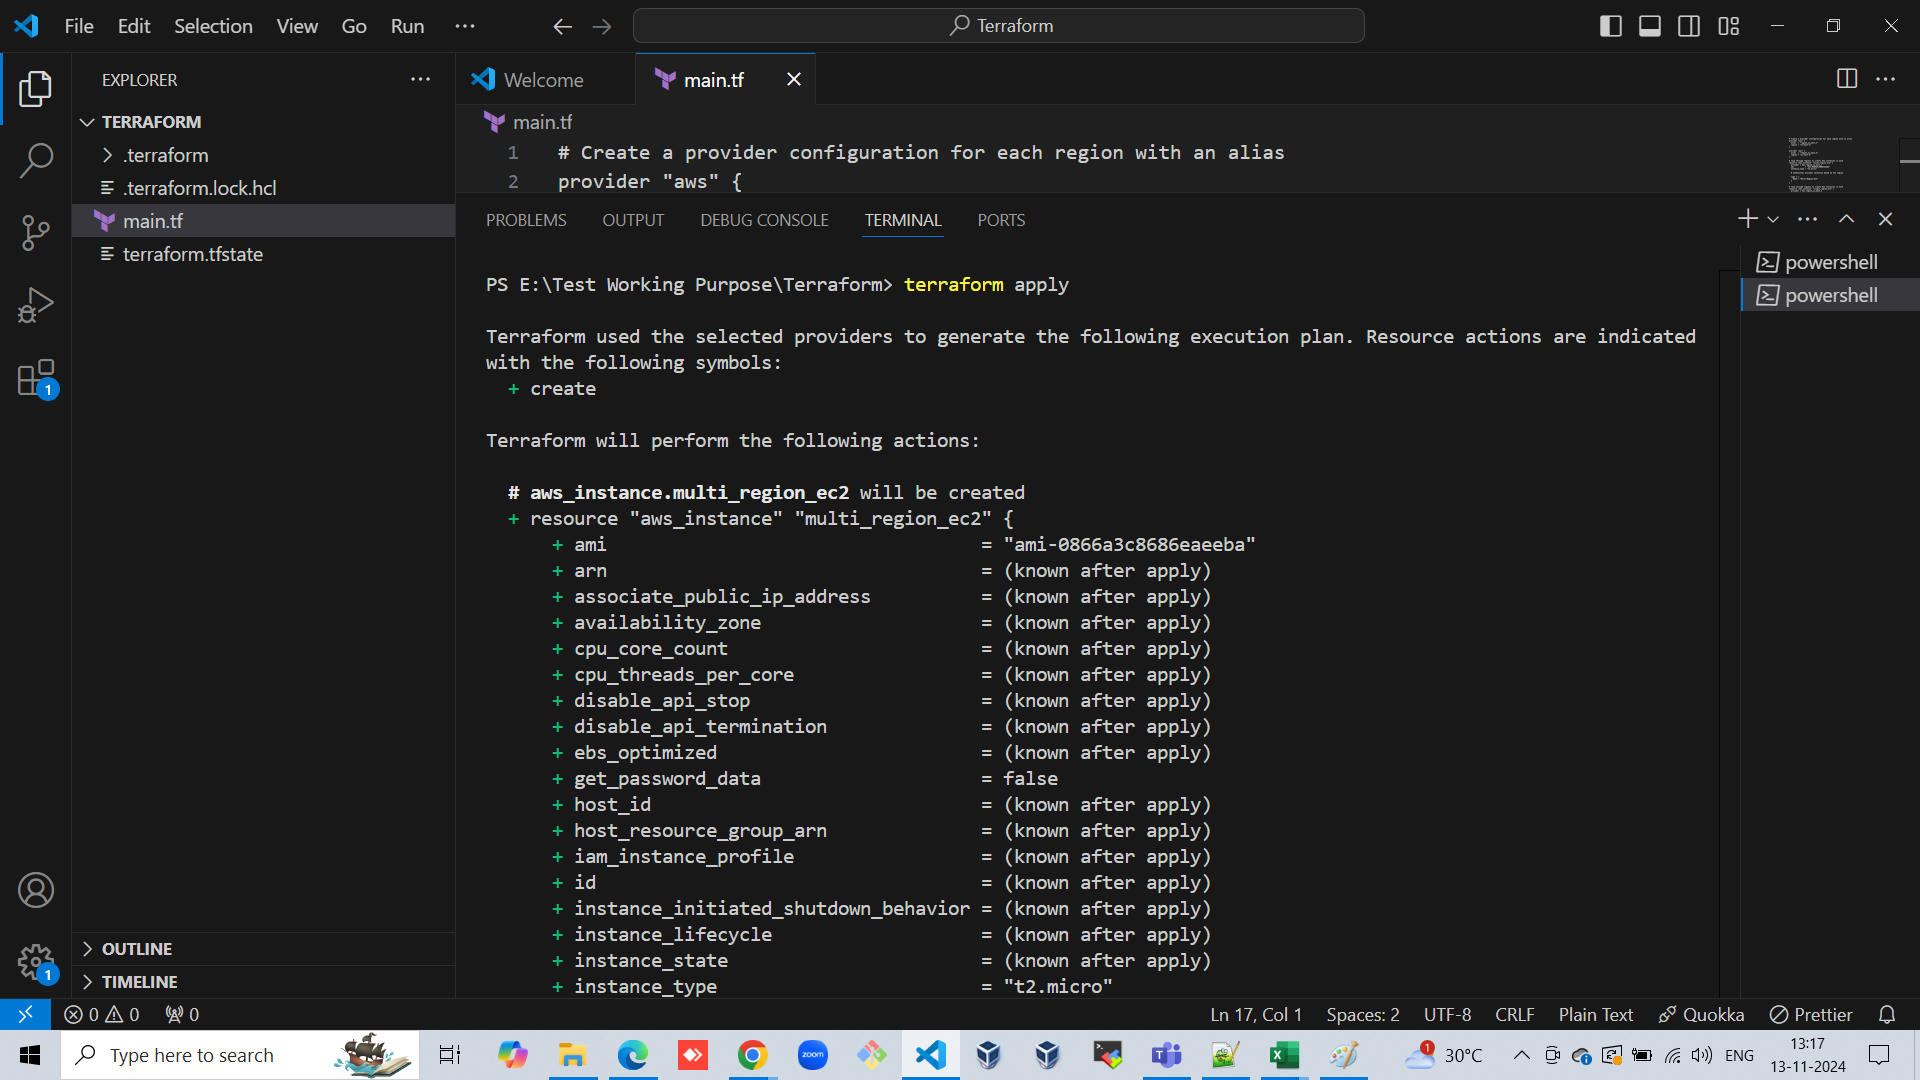 File Edit Selection View Go Run ··· Terraform
EXPLORER ···
TERRAFORM
.terraform
.terraform.lock.hcl
main.tf
terraform.tfstate
OUTLINE
TIMELINE
Welcome main.tf
main.tf
1 # Create a provider configuration for each region with an alias
2 provider "aws" {
PROBLEMS OUTPUT DEBUG CONSOLE TERMINAL PORTS
powershell
powershell
PS E:\Test Working Purpose\Terraform> terraform apply
Terraform used the selected providers to generate the following execution plan. Resource actions are indicated
with the following symbols:
+ create
Terraform will perform the following actions:
# aws_instance.multi_region_ec2 will be created
+ resource "aws_instance" "multi_region_ec2" {
+ ami = "ami-0866a3c8686eaeeba"
+ arn = (known after apply)
+ associate_public_ip_address = (known after apply)
+ availability_zone = (known after apply)
+ cpu_core_count = (known after apply)
+ cpu_threads_per_core = (known after apply)
+ disable_api_stop = (known after apply)
+ disable_api_termination = (known after apply)
+ ebs_optimized = (known after apply)
+ get_password_data = false
+ host_id = (known after apply)
+ host_resource_group_arn = (known after apply)
+ iam_instance_profile = (known after apply)
+ id = (known after apply)
+ instance_initiated_shutdown_behavior = (known after apply)
+ instance_lifecycle = (known after apply)
+ instance_state = (known after apply)
+ instance_type = "t2.micro"
1
1
0 0 0 Ln 17, Col 1 Spaces: 2 UTF-8 CRLF Plain Text Quokka Prettier
Type here to search zoom 1 30°C ENG 13:17
13-11-2024